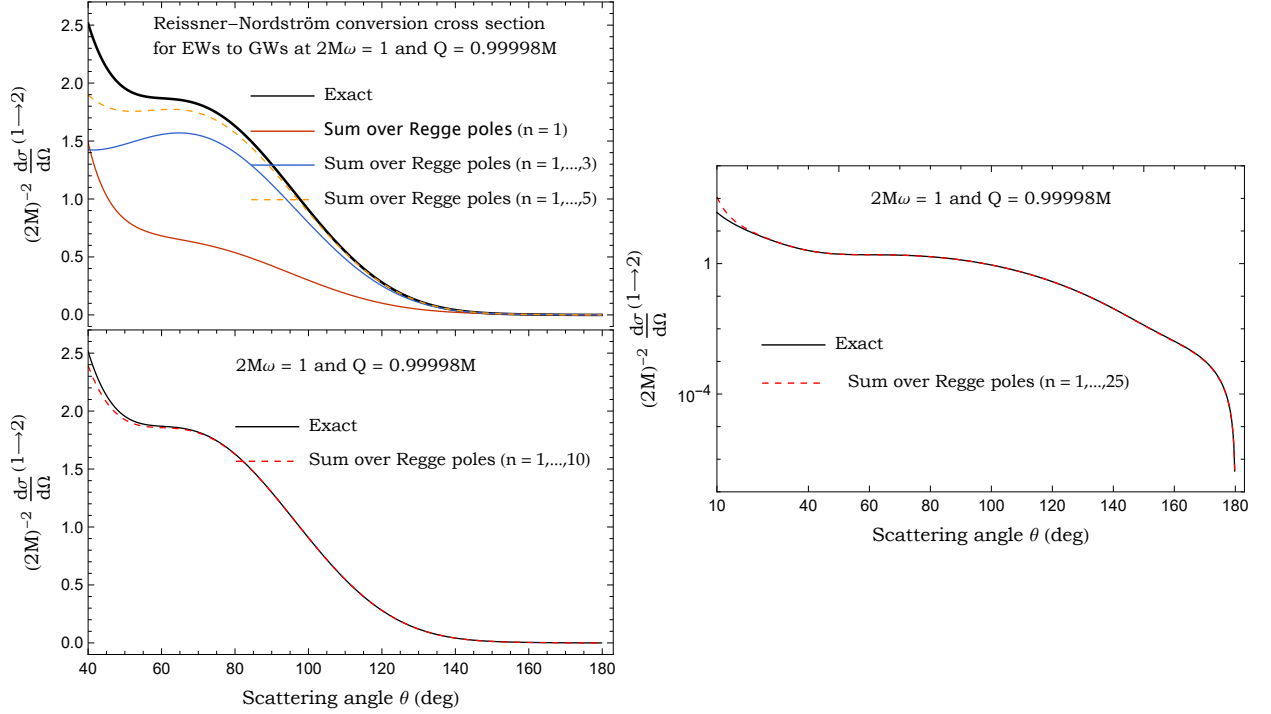 Reissner–Nordström conversion cross section
for EWs to GWs at 2Mω = 1 and Q = 0.99998M
Exact
Sum over Regge poles (n = 1)
Sum over Regge poles (n = 1,...,3)
Sum over Regge poles (n = 1,...,5)
2.5
2.0
1.5
1.0
0.5
0.0
(2M)⁻² dσ/dΩ (1⟶2)
2Mω = 1 and Q = 0.99998M
Exact
Sum over Regge poles (n = 1,...,10)
2.5
2.0
1.5
1.0
0.5
0.0
(2M)⁻² dσ/dΩ (1⟶2)
40 60 80 100 120 140 160 180
Scattering angle θ (deg)
2Mω = 1 and Q = 0.99998M
Exact
Sum over Regge poles (n = 1,...,25)
1
10⁻⁴
(2M)⁻² dσ/dΩ (1⟶2)
10 40 60 80 100 120 140 160 180
Scattering angle θ (deg)